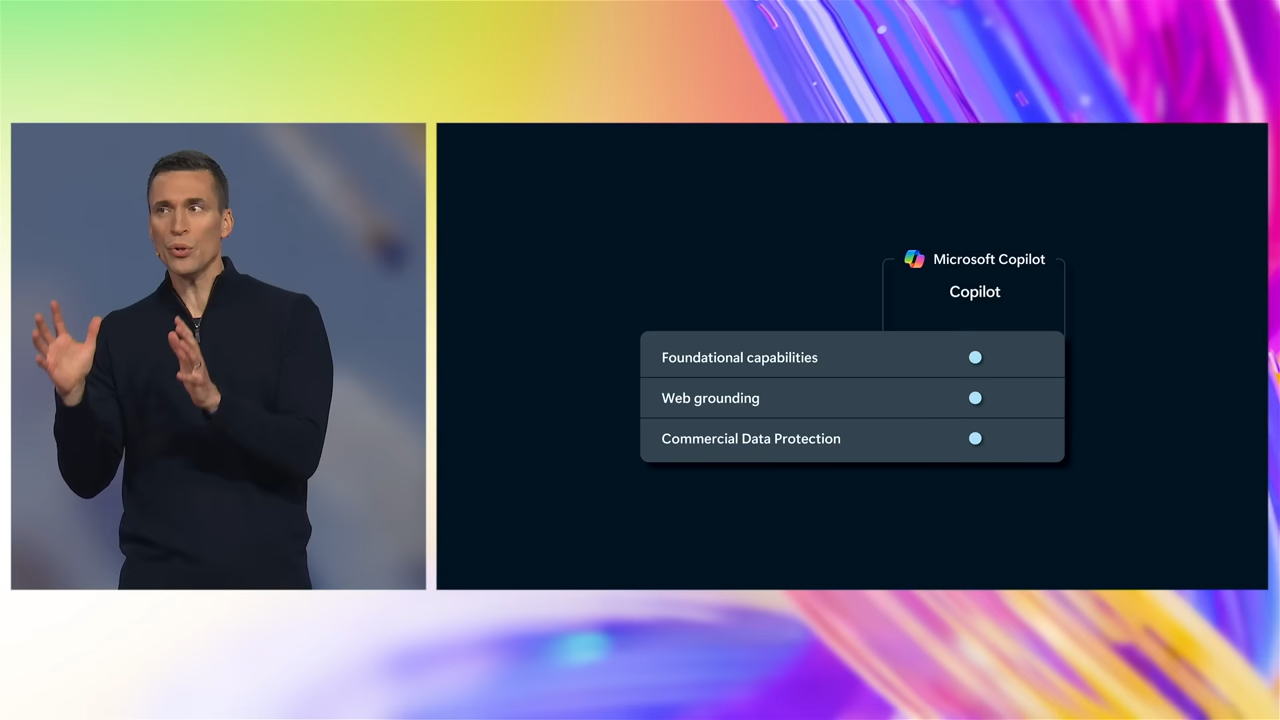 Microsoft Copilot
Copilot
Foundational capabilities
Web grounding
Commercial Data Protection